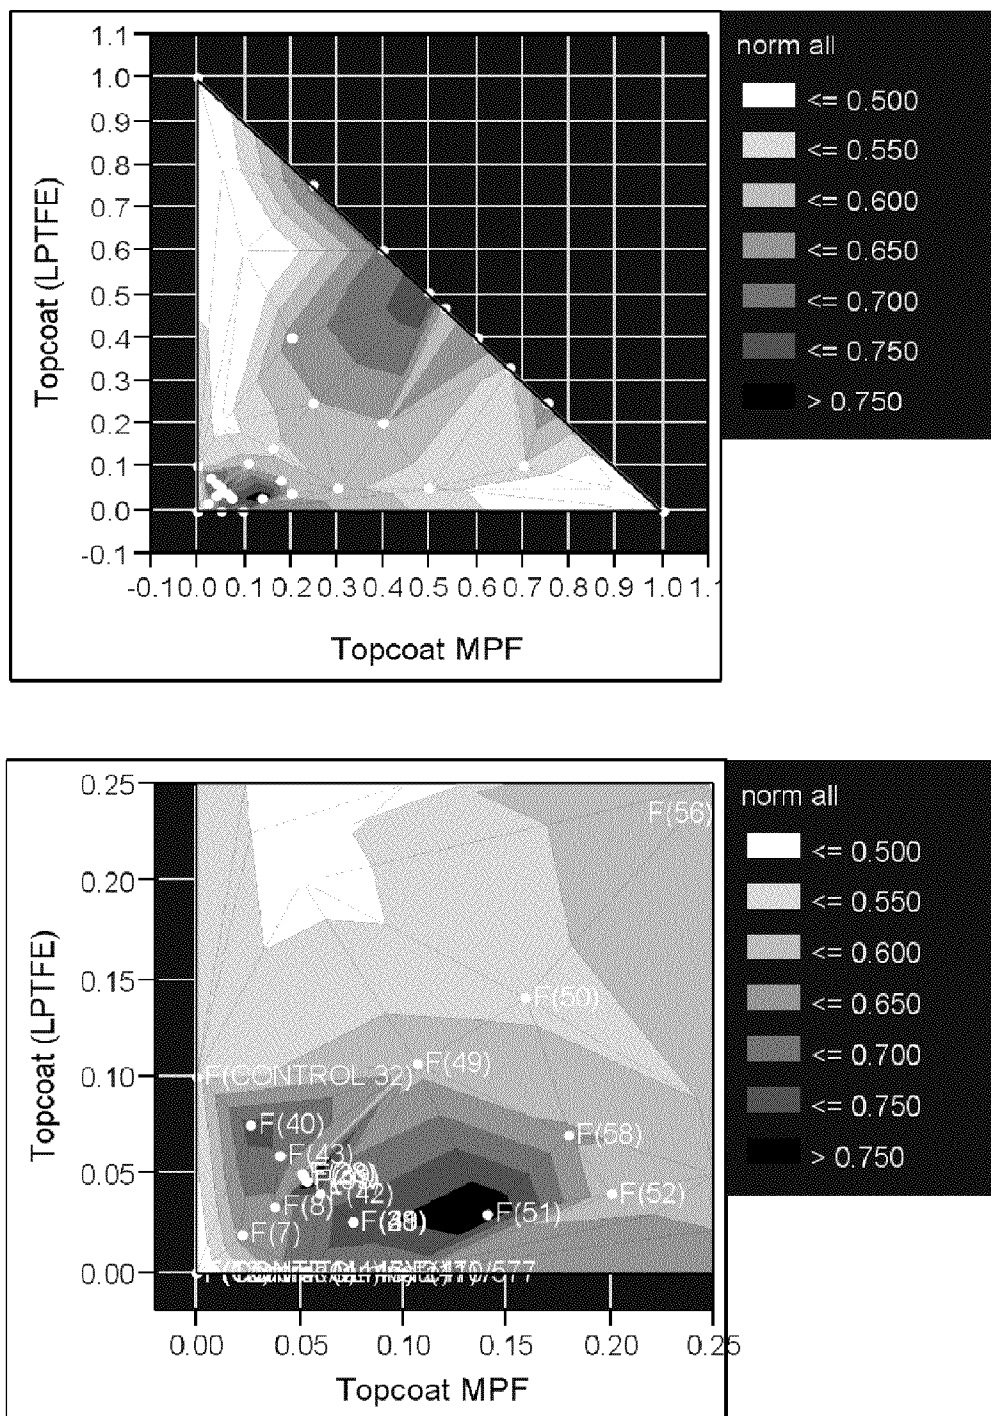 1.1
1.0
0.9
0.8
0.7
0.6
0.5
0.4
0.3
0.2
0.1
0.0
-0.1
Topcoat (LPTFE)
-0.1 0.0 0.1 0.2 0.3 0.4 0.5 0.6 0.7 0.8 0.9 1.0 1.1
Topcoat MPF
norm all
<= 0.500
<= 0.550
<= 0.600
<= 0.650
<= 0.700
<= 0.750
> 0.750
0.25
0.20
0.15
0.10
0.05
0.00
Topcoat (LPTFE)
F(56)
F(50)
F(49)
F(CONTROL 32)
F(40)
F(58)
F(43)
F(42)
F(52)
F(8)
F(51)
F(7)
0.00 0.05 0.10 0.15 0.20 0.25
Topcoat MPF
norm all
<= 0.500
<= 0.550
<= 0.600
<= 0.650
<= 0.700
<= 0.750
> 0.750